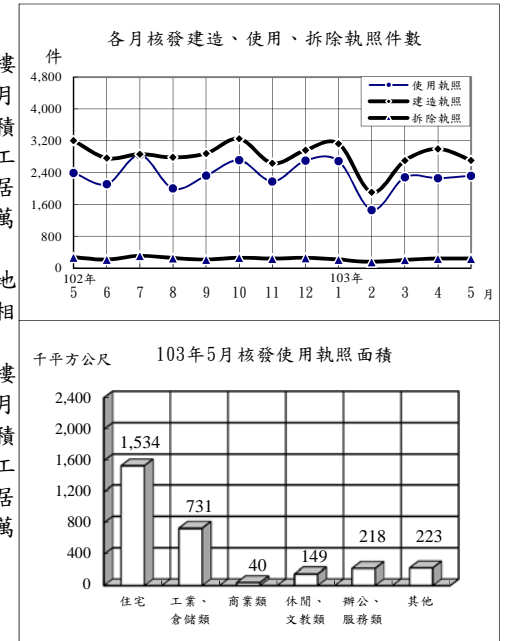 樓
月
積
工
居
萬
地
相
樓
月
積
工
居
萬
各月核發建造、使用、拆除執照件數
件
4,800
4,000
3,200
2,400
1,600
800
0
使用執照
建造執照
拆除執照
102年 103年
5 6 7 8 9 10 11 12 1 2 3 4 5 月
千平方公尺 103年5月核發使用執照面積
2,400
2,000
1,600
1,200
800
400
0
1,534
731
40
149
218
223
住宅 工業、 商業類 休閒、 辦公、 其他
倉儲類 文教類 服務類